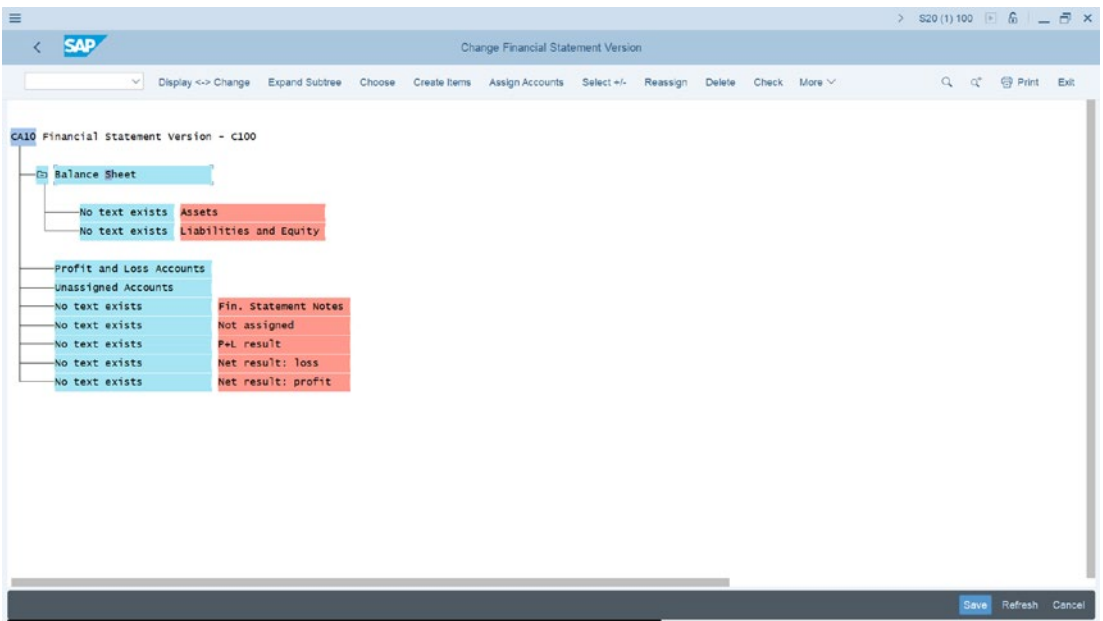 S20 (1) 100
SAP
Change Financial Statement Version
Display <-> Change Expand Subtree Choose Create Items Assign Accounts Select +/- Reassign Delete Check More Print Exit
CA10 Financial Statement Version - C100
Balance Sheet
No text exists Assets
No text exists Liabilities and Equity
Profit and Loss Accounts
Unassigned Accounts
No text exists Fin. Statement Notes
No text exists Not assigned
No text exists P+L result
No text exists Net result: loss
No text exists Net result: profit
Save Refresh Cancel